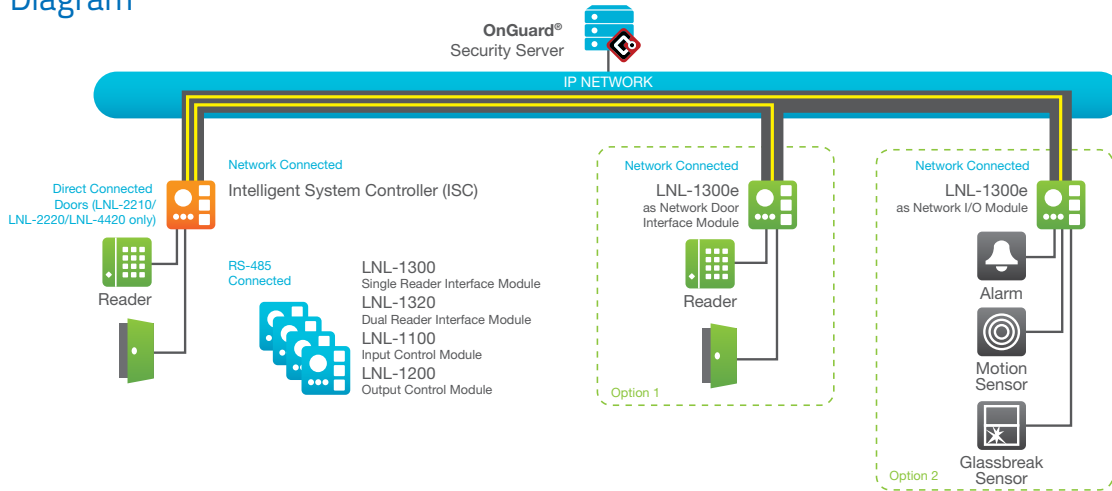 Diagram
OnGuard®
Security Server
IP NETWORK
Network Connected
Intelligent System Controller (ISC)
Direct Connected
Doors (LNL-2210/
LNL-2220/LNL-4420 only)
Reader
RS-485
Connected
LNL-1300
Single Reader Interface Module
LNL-1320
Dual Reader Interface Module
LNL-1100
Input Control Module
LNL-1200
Output Control Module
Network Connected
LNL-1300e
as Network Door
Interface Module
Reader
Option 1
Network Connected
LNL-1300e
as Network I/O Module
Alarm
Motion
Sensor
Glassbreak
Sensor
Option 2